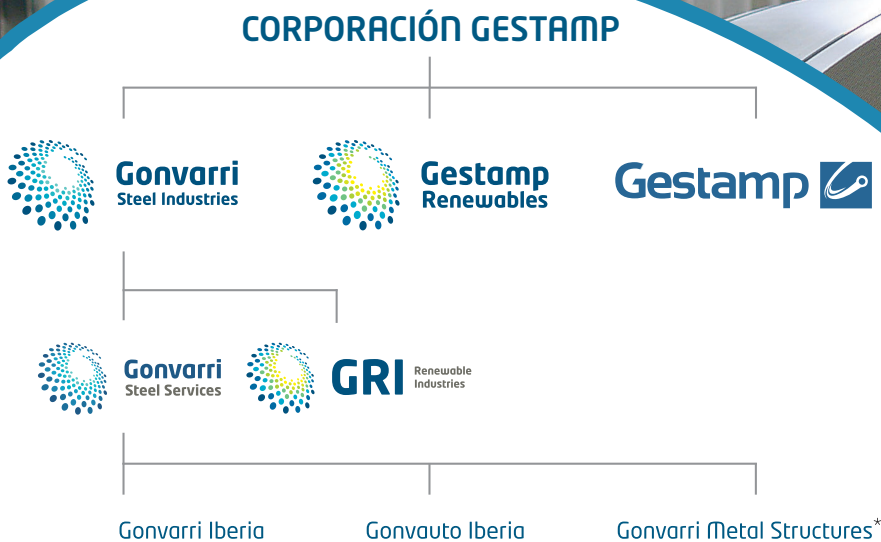 CORPORACIÓN GESTAMP
Gonvarri
Steel Industries
Gestamp
Renewables
Gestamp
Gonvarri
Steel Services
GRI
Renewable
Industries
Gonvarri Iberia
Gonvauto Iberia
Gonvarri Metal Structures*